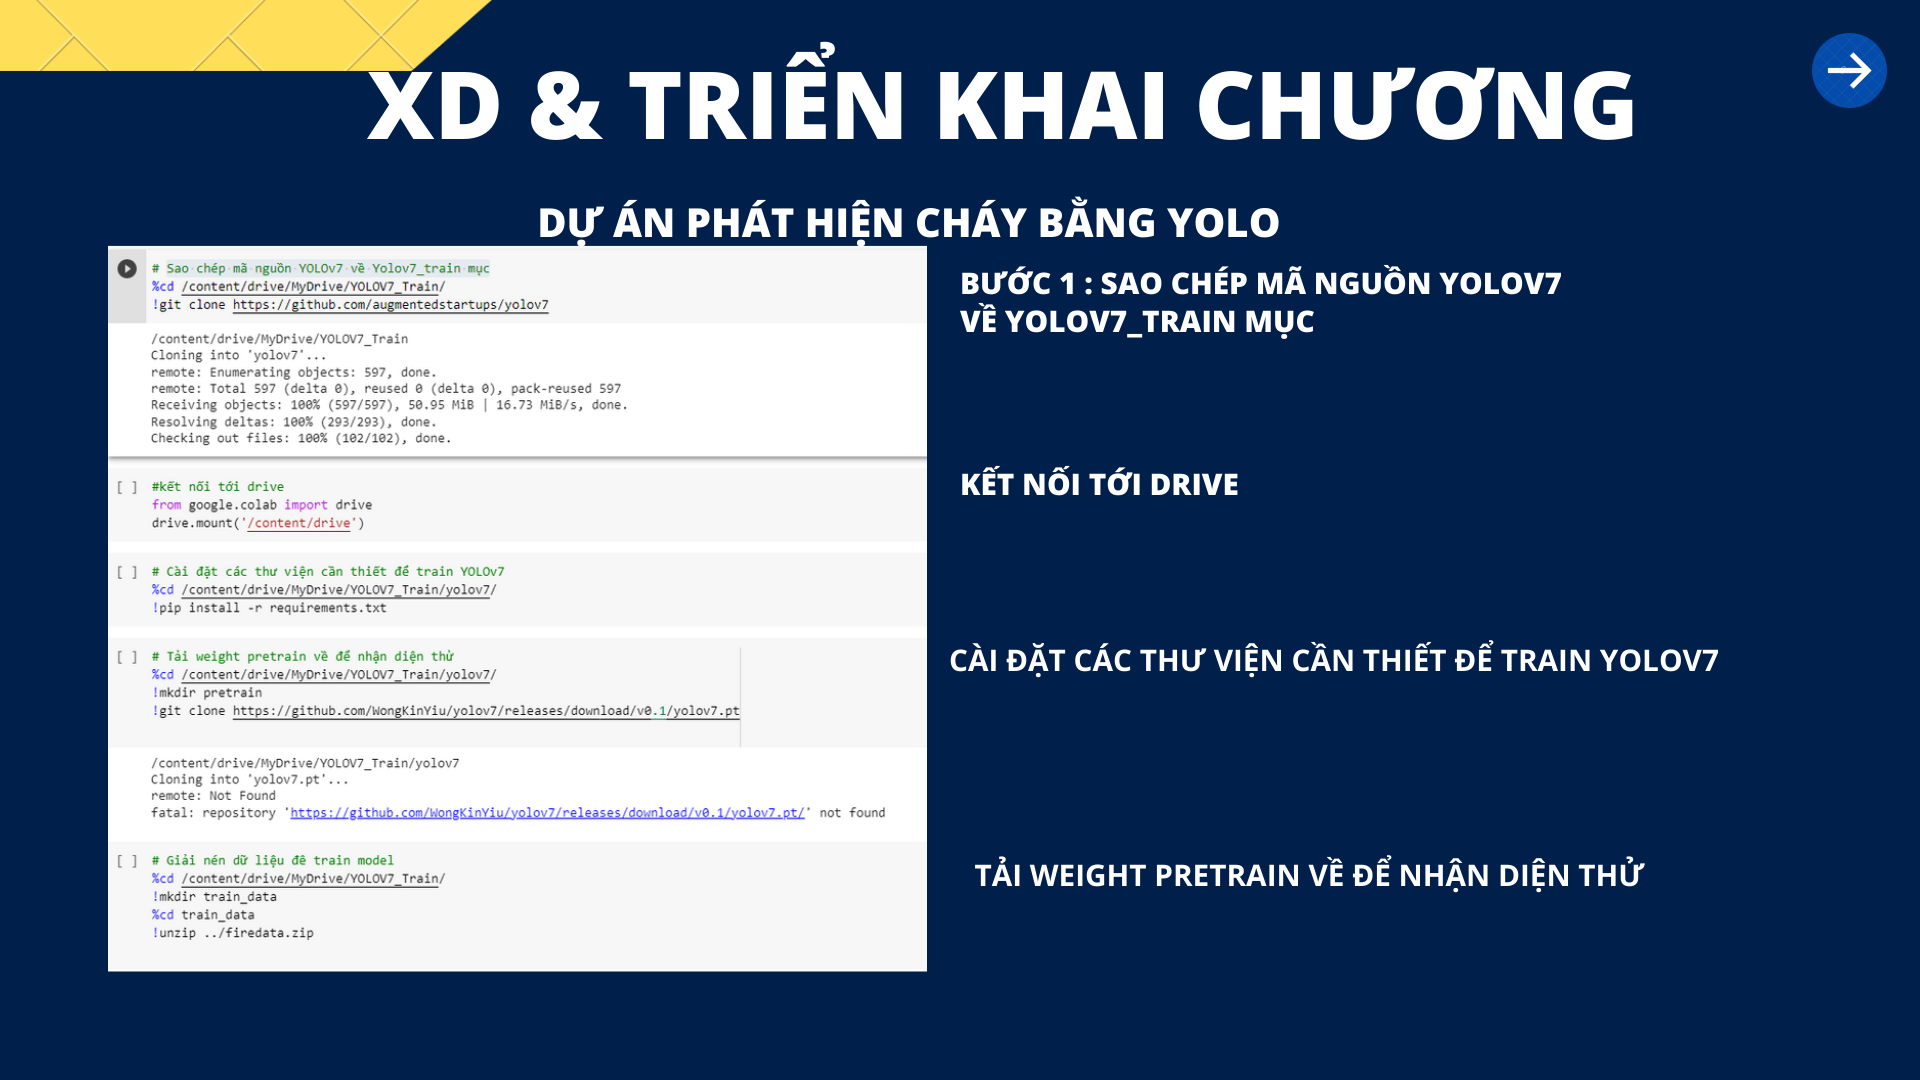 XD & TRIỂN KHAI CHƯƠNG
DỰ ÁN PHÁT HIỆN CHÁY BẰNG YOLO
# Sao chép mã nguồn YOLOv7 về Yolov7_train mục
%cd /content/drive/MyDrive/YOLOV7_Train/
!git clone https://github.com/augmentedstartups/yolov7
/content/drive/MyDrive/YOLOV7_Train
Cloning into 'yolov7'...
remote: Enumerating objects: 597, done.
remote: Total 597 (delta 0), reused 0 (delta 0), pack-reused 597
Receiving objects: 100% (597/597), 50.95 MiB | 16.73 MiB/s, done.
Resolving deltas: 100% (293/293), done.
Checking out files: 100% (102/102), done.
[ ] #kết nối tới drive
from google.colab import drive
drive.mount('/content/drive')
[ ] # Cài đặt các thư viện cần thiết để train YOLOv7
%cd /content/drive/MyDrive/YOLOV7_Train/yolov7/
!pip install -r requirements.txt
[ ] # Tải weight pretrain về để nhận diện thử
%cd /content/drive/MyDrive/YOLOV7_Train/yolov7/
!mkdir pretrain
!git clone https://github.com/WongKinYiu/yolov7/releases/download/v0.1/yolov7.pt
/content/drive/MyDrive/YOLOV7_Train/yolov7
Cloning into 'yolov7.pt'...
remote: Not Found
fatal: repository 'https://github.com/WongKinYiu/yolov7/releases/download/v0.1/yolov7.pt/' not found
[ ] # Giải nén dữ liệu đê train model
%cd /content/drive/MyDrive/YOLOV7_Train/
!mkdir train_data
%cd train_data
!unzip ../firedata.zip
BƯỚC 1 : SAO CHÉP MÃ NGUỒN YOLOV7
VỀ YOLOV7_TRAIN MỤC
KẾT NỐI TỚI DRIVE
CÀI ĐẶT CÁC THƯ VIỆN CẦN THIẾT ĐỂ TRAIN YOLOV7
TẢI WEIGHT PRETRAIN VỀ ĐỂ NHẬN DIỆN THỬ